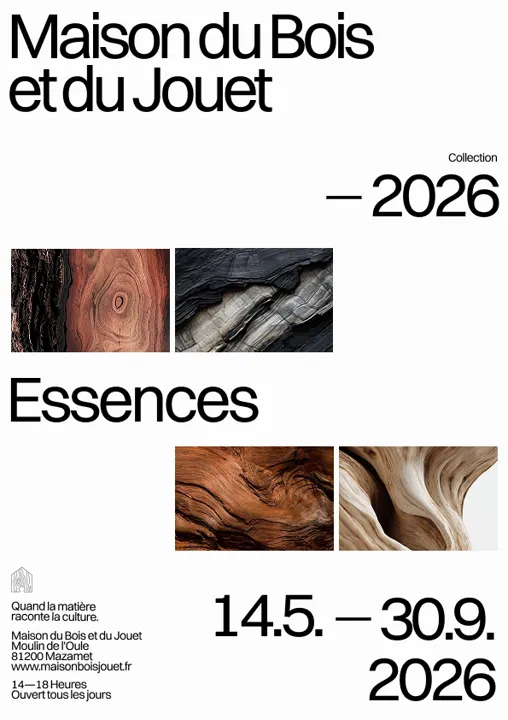 Maison du Bois
et du Jouet
Collection
— 2026
Essences
Quand la matière
raconte la culture.
Maison du Bois et du Jouet
Moulin de l'Oule
81200 Mazamet
www.maisonboisjouet.fr
14—18 Heures
Ouvert tous les jours
14.5. — 30.9.
2026